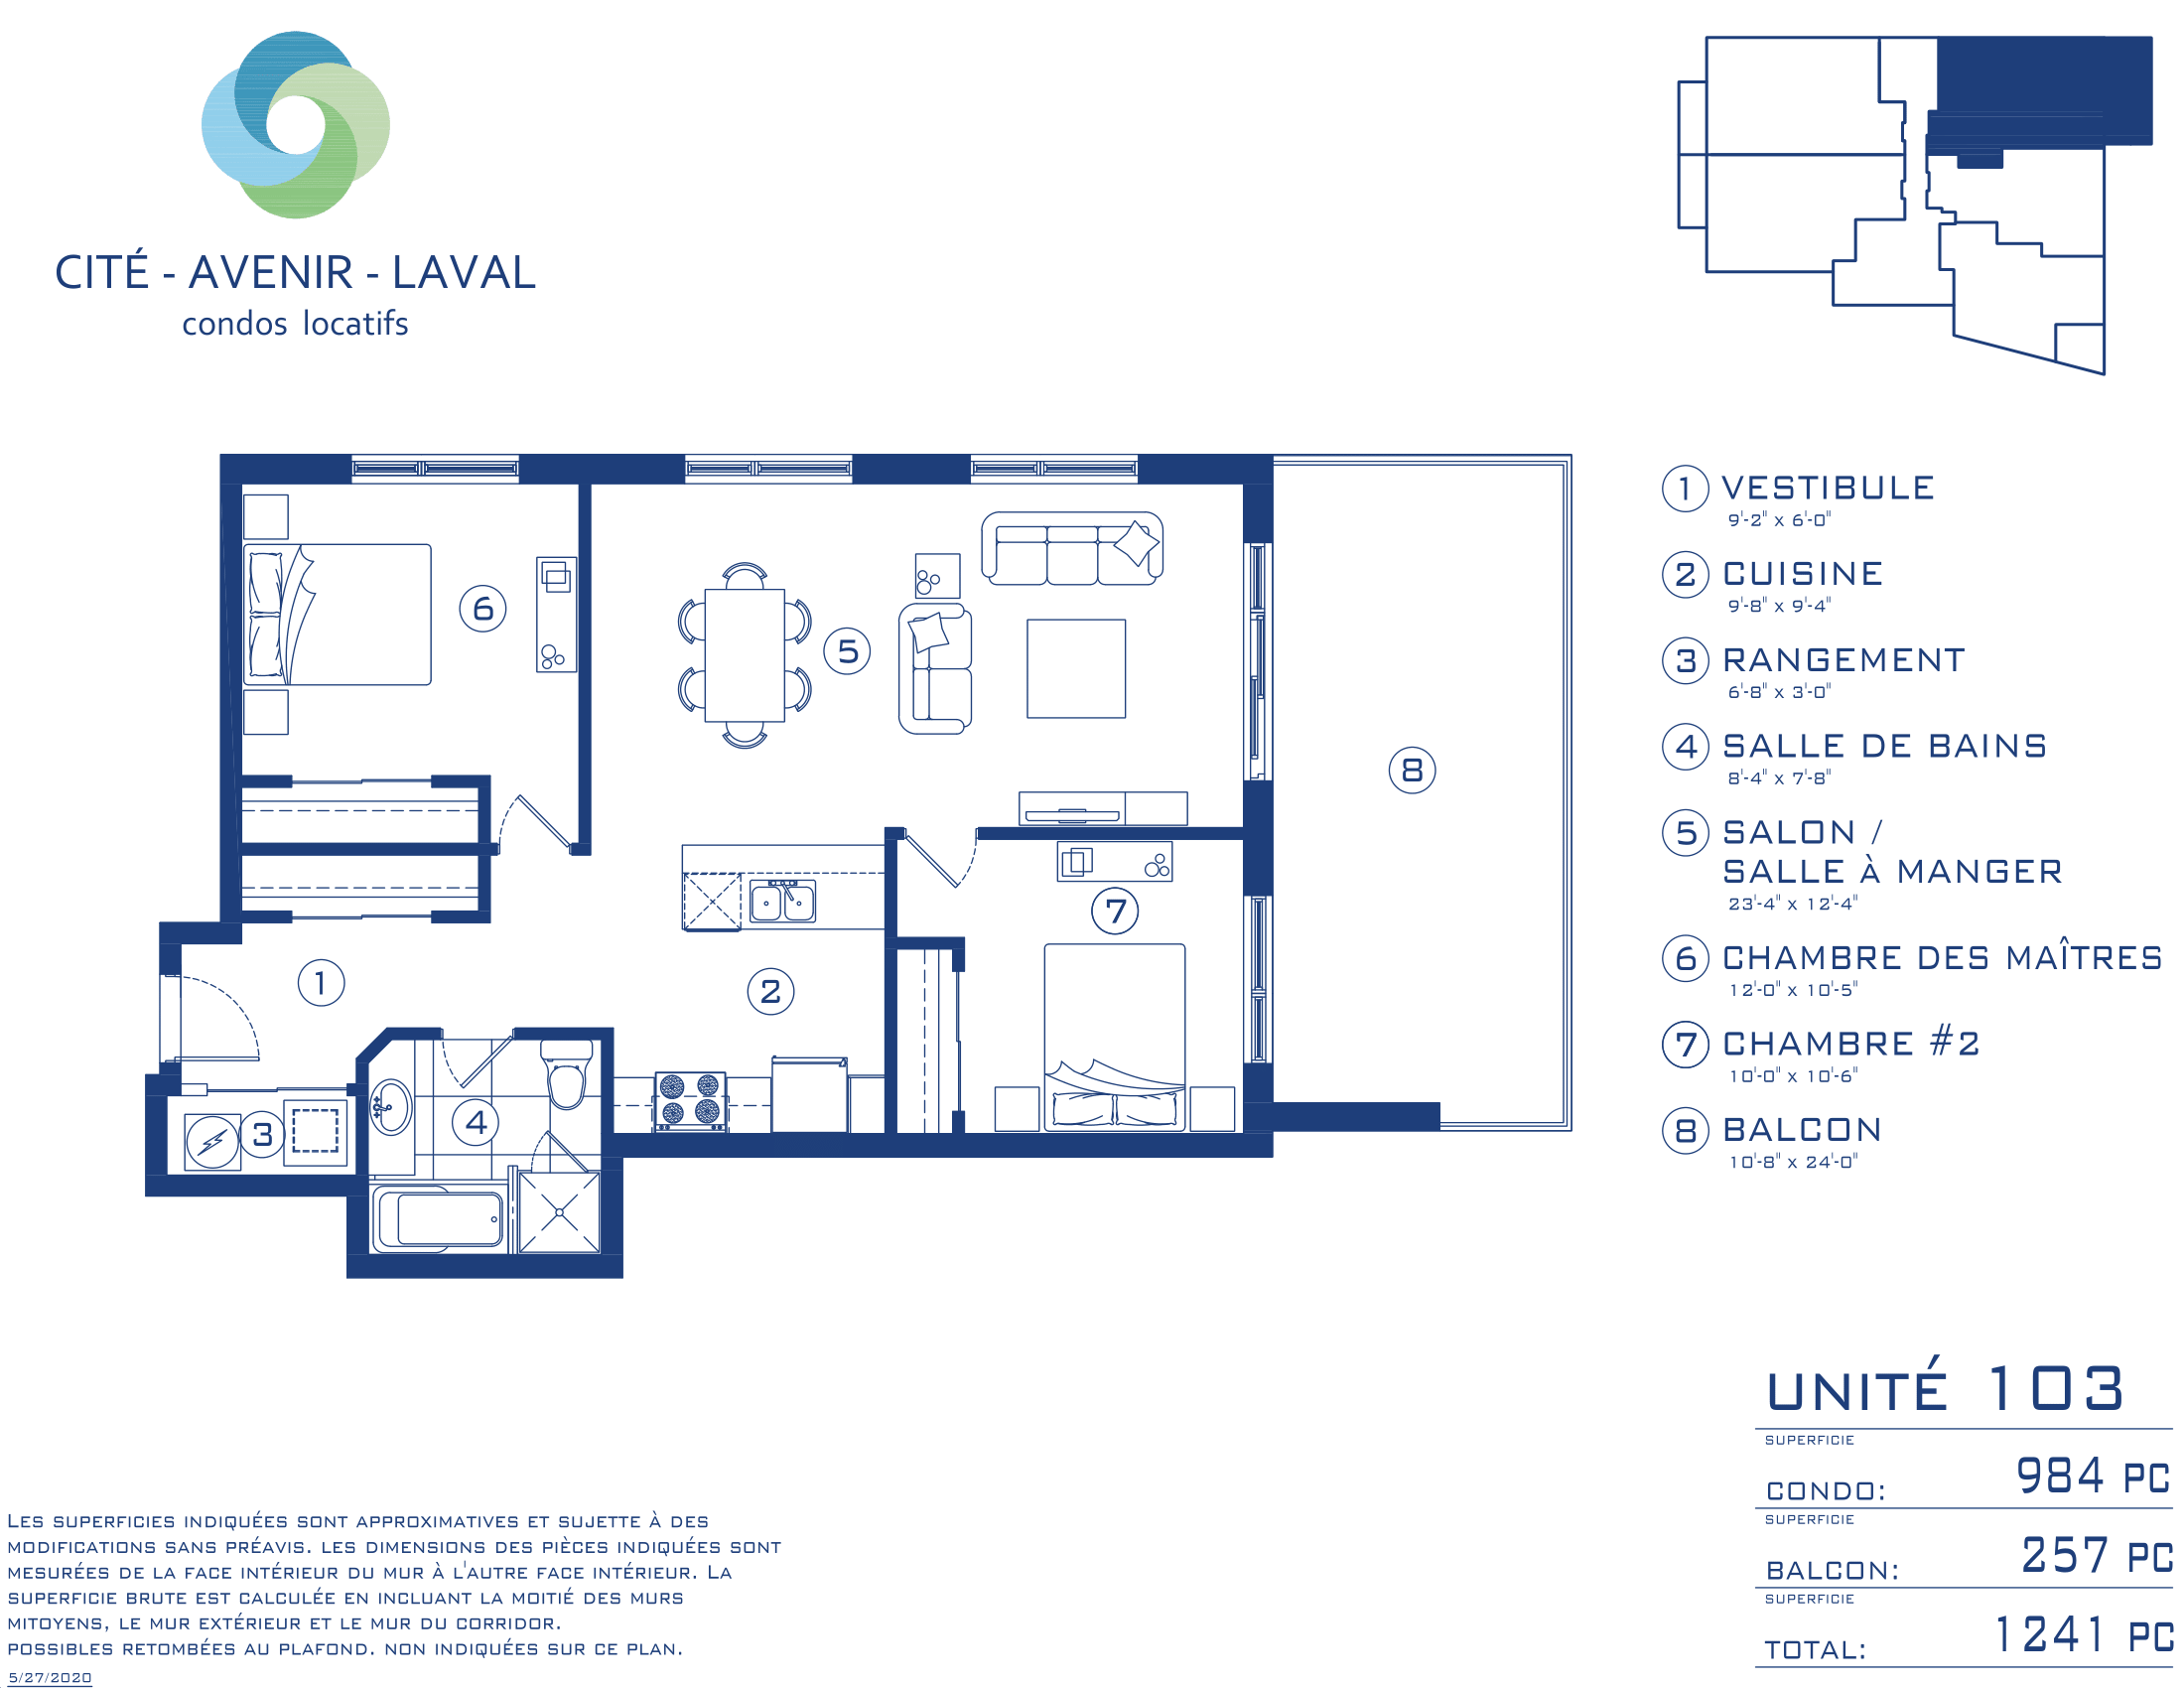 CITÉ - AVENIR - LAVAL
condos locatifs
6
5
8
7
1
2
4
3
1 VESTIBULE
9'-2" x 6'-0"
2 CUISINE
9'-8" x 9'-4"
3 RANGEMENT
6'-8" x 3'-0"
4 SALLE DE BAINS
8'-4" x 7'-8"
5 SALON /
SALLE À MANGER
23'-4" x 12'-4"
6 CHAMBRE DES MAÎTRES
12'-0" x 10'-5"
7 CHAMBRE #2
10'-0" x 10'-6"
8 BALCON
10'-8" x 24'-0"
UNITÉ 103
SUPERFICIE
CONDO: 984 PC
SUPERFICIE
BALCON: 257 PC
SUPERFICIE
TOTAL: 1241 PC
LES SUPERFICIES INDIQUÉES SONT APPROXIMATIVES ET SUJETTE À DES
MODIFICATIONS SANS PRÉAVIS. LES DIMENSIONS DES PIÈCES INDIQUÉES SONT
MESURÉES DE LA FACE INTÉRIEUR DU MUR À L'AUTRE FACE INTÉRIEUR. LA
SUPERFICIE BRUTE EST CALCULÉE EN INCLUANT LA MOITIÉ DES MURS
MITOYENS, LE MUR EXTÉRIEUR ET LE MUR DU CORRIDOR.
POSSIBLES RETOMBÉES AU PLAFOND. NON INDIQUÉES SUR CE PLAN.
5/27/2020